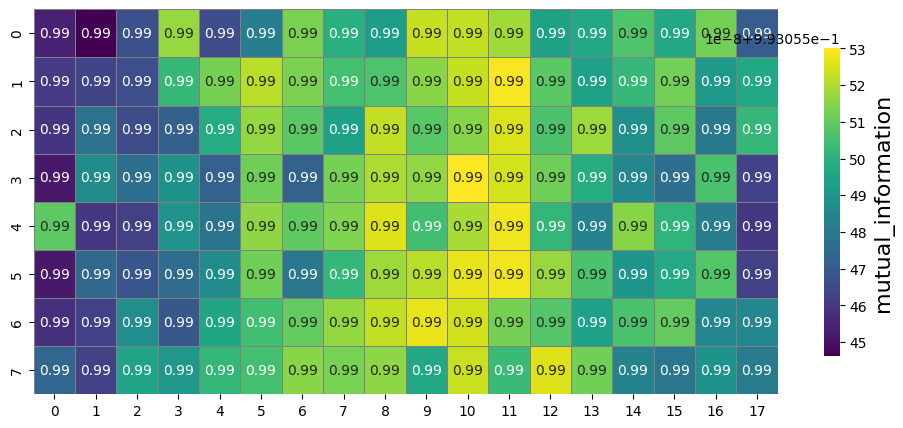 0 0.99 0.99 0.99 0.99 0.99 0.99 0.99 0.99 0.99 0.99 0.99 0.99 0.99 0.99 0.99 0.99 0.99 0.99
1 0.99 0.99 0.99 0.99 0.99 0.99 0.99 0.99 0.99 0.99 0.99 0.99 0.99 0.99 0.99 0.99 0.99 0.99
2 0.99 0.99 0.99 0.99 0.99 0.99 0.99 0.99 0.99 0.99 0.99 0.99 0.99 0.99 0.99 0.99 0.99 0.99
3 0.99 0.99 0.99 0.99 0.99 0.99 0.99 0.99 0.99 0.99 0.99 0.99 0.99 0.99 0.99 0.99 0.99 0.99
4 0.99 0.99 0.99 0.99 0.99 0.99 0.99 0.99 0.99 0.99 0.99 0.99 0.99 0.99 0.99 0.99 0.99 0.99
5 0.99 0.99 0.99 0.99 0.99 0.99 0.99 0.99 0.99 0.99 0.99 0.99 0.99 0.99 0.99 0.99 0.99 0.99
6 0.99 0.99 0.99 0.99 0.99 0.99 0.99 0.99 0.99 0.99 0.99 0.99 0.99 0.99 0.99 0.99 0.99 0.99
7 0.99 0.99 0.99 0.99 0.99 0.99 0.99 0.99 0.99 0.99 0.99 0.99 0.99 0.99 0.99 0.99 0.99 0.99
0 1 2 3 4 5 6 7 8 9 10 11 12 13 14 15 16 17
1e−8+9.93055e−1
53
52
51
50
49
48
47
46
45
mutual_information